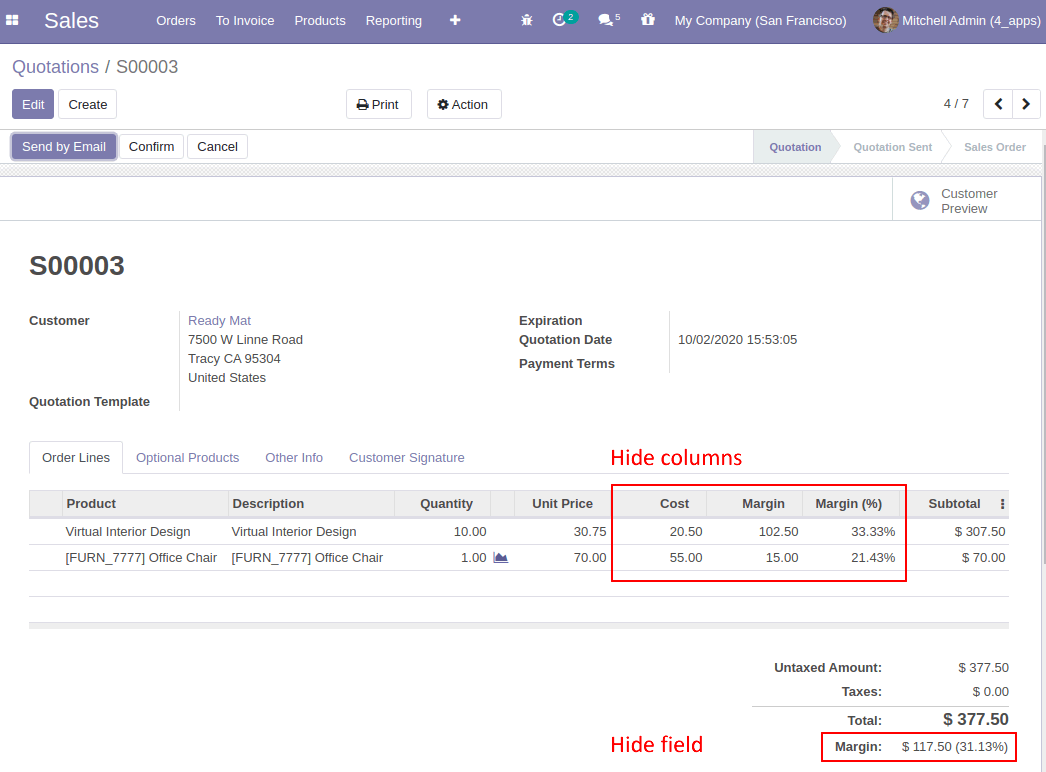 Sales Orders To Invoice Products Reporting 2 5 My Company (San Francisco) Mitchell Admin (4_apps)
Quotations / S00003
Edit Create Print Action 4 / 7
Send by Email Confirm Cancel Quotation Quotation Sent Sales Order
Customer
Preview
S00003
Customer Ready Mat Expiration
7500 W Linne Road Quotation Date 10/02/2020 15:53:05
Tracy CA 95304 Payment Terms
United States
Quotation Template
Order Lines Optional Products Other Info Customer Signature Hide columns
Product Description Quantity Unit Price Cost Margin Margin (%) Subtotal
Virtual Interior Design Virtual Interior Design 10.00 30.75 20.50 102.50 33.33% $ 307.50
[FURN_7777] Office Chair [FURN_7777] Office Chair 1.00 70.00 55.00 15.00 21.43% $ 70.00
Untaxed Amount: $ 377.50
Taxes: $ 0.00
Total: $ 377.50
Hide field Margin: $ 117.50 (31.13%)